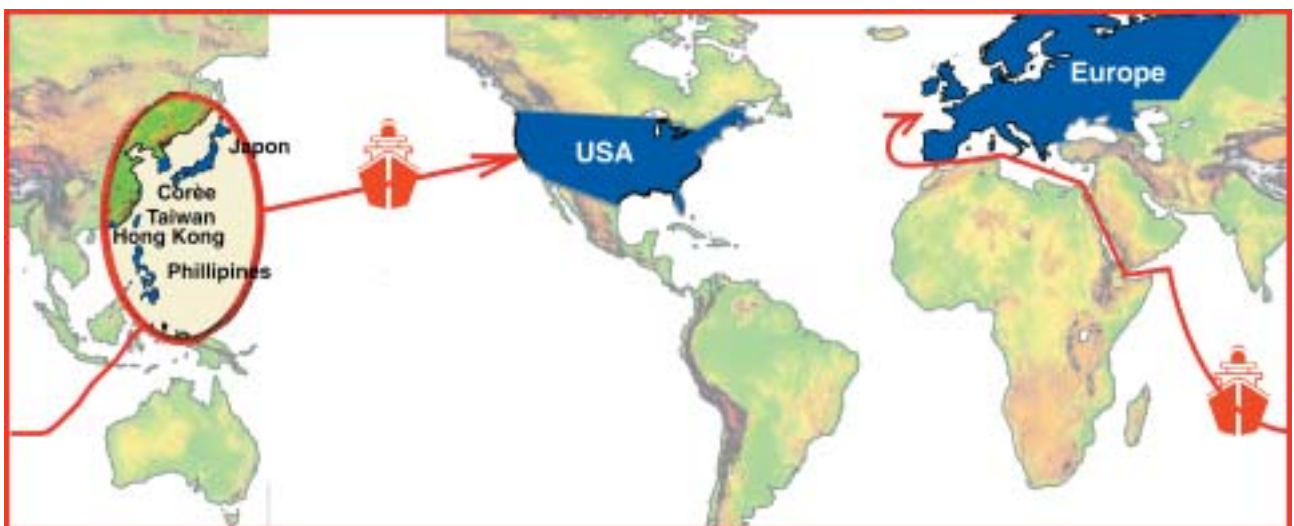 Japon
Corée
Taiwan
Hong Kong
Phillipines
USA
Europe